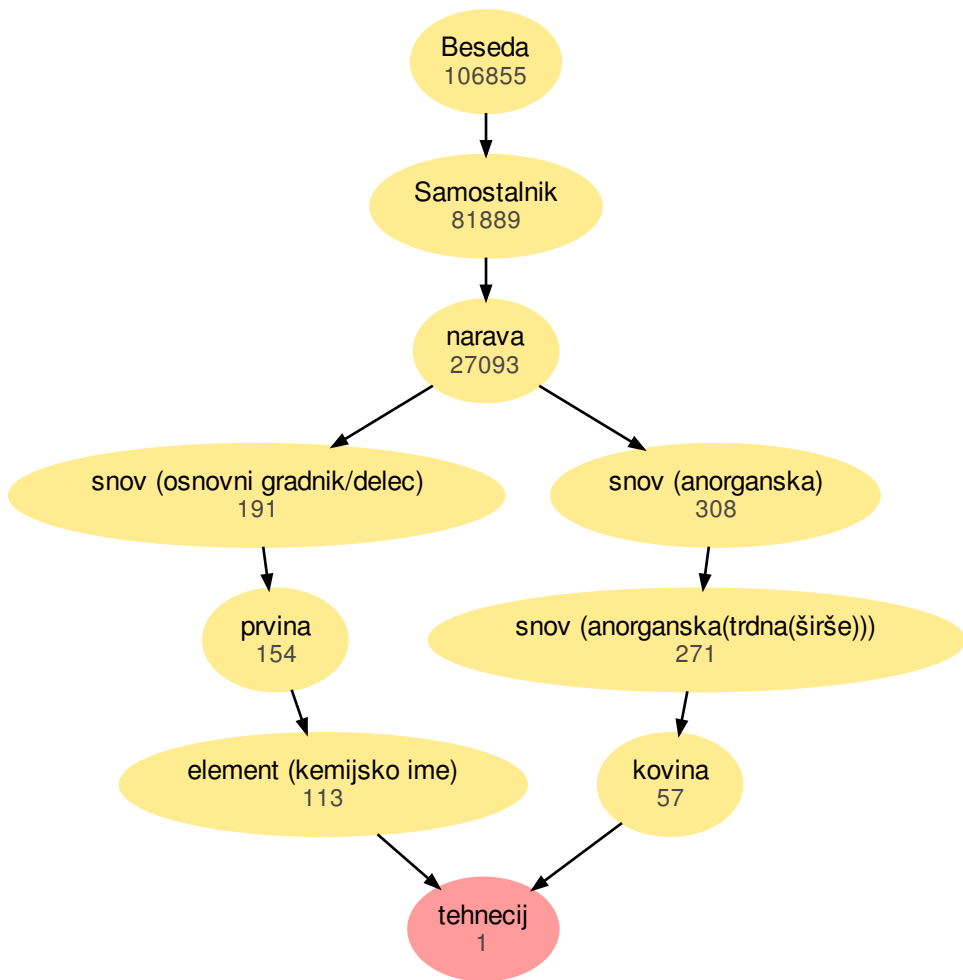 Beseda
106855
Samostalnik
81889
narava
27093
snov (osnovni gradnik/delec)
191
snov (anorganska)
308
prvina
154
snov (anorganska(trdna(širše)))
271
element (kemijsko ime)
113
kovina
57
tehnecij
1